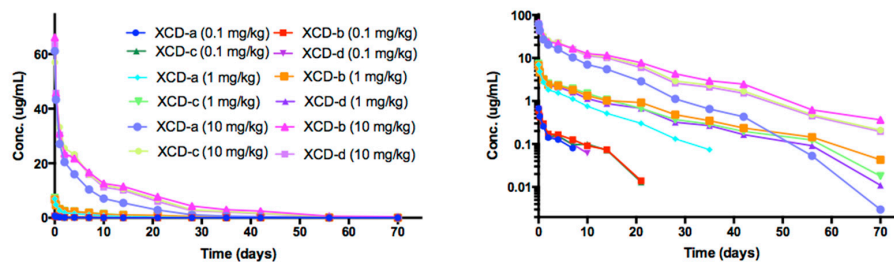 XCD-a (0.1 mg/kg) XCD-b (0.1 mg/kg)
XCD-c (0.1 mg/kg) XCD-d (0.1 mg/kg)
XCD-a (1 mg/kg) XCD-b (1 mg/kg)
XCD-c (1 mg/kg) XCD-d (1 mg/kg)
XCD-a (10 mg/kg) XCD-b (10 mg/kg)
XCD-c (10 mg/kg) XCD-d (10 mg/kg)
Conc. (ug/mL)
60
40
20
0
0 10 20 30 40 50 60 70
Time (days)
Conc. (ug/mL)
100
10
1
0.1
0.01
0 10 20 30 40 50 60 70
Time (days)